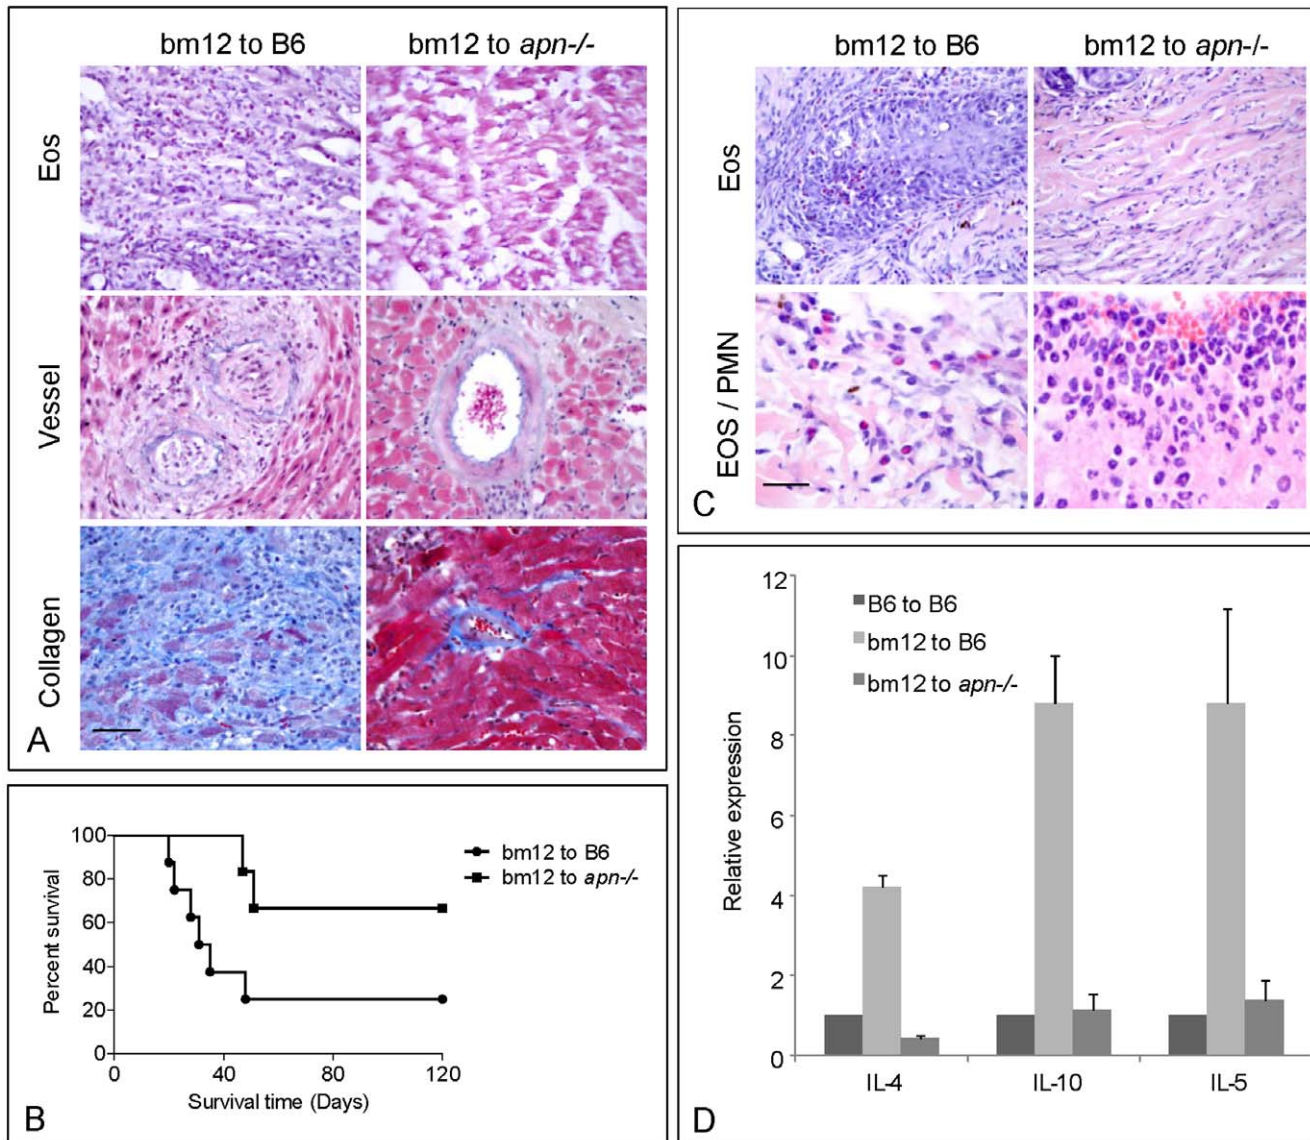 bm12 to B6
bm12 to apn-/-
Eos
Vessel
Collagen
A
bm12 to B6
bm12 to apn-/-
Eos
EOS / PMN
C
100
80
60
40
20
0
0
40
80
120
Percent survival
Survival time (Days)
bm12 to B6
bm12 to apn-/-
B
12
10
8
6
4
2
0
Relative expression
B6 to B6
bm12 to B6
bm12 to apn-/-
IL-4
IL-10
IL-5
D